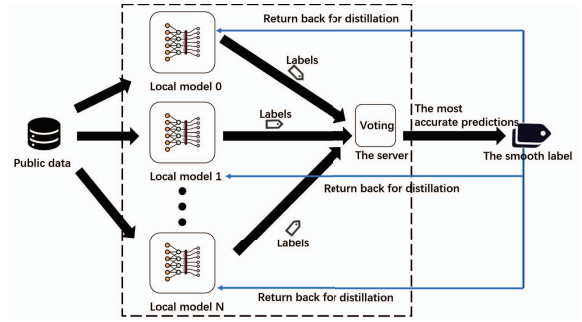 Return back for distillation
Labels
Local model 0
Labels
Voting
The most
accurate predictions
Public data
The server
The smooth label
Local model 1
Return back for distillation
Labels
Return back for distillation
Local model N